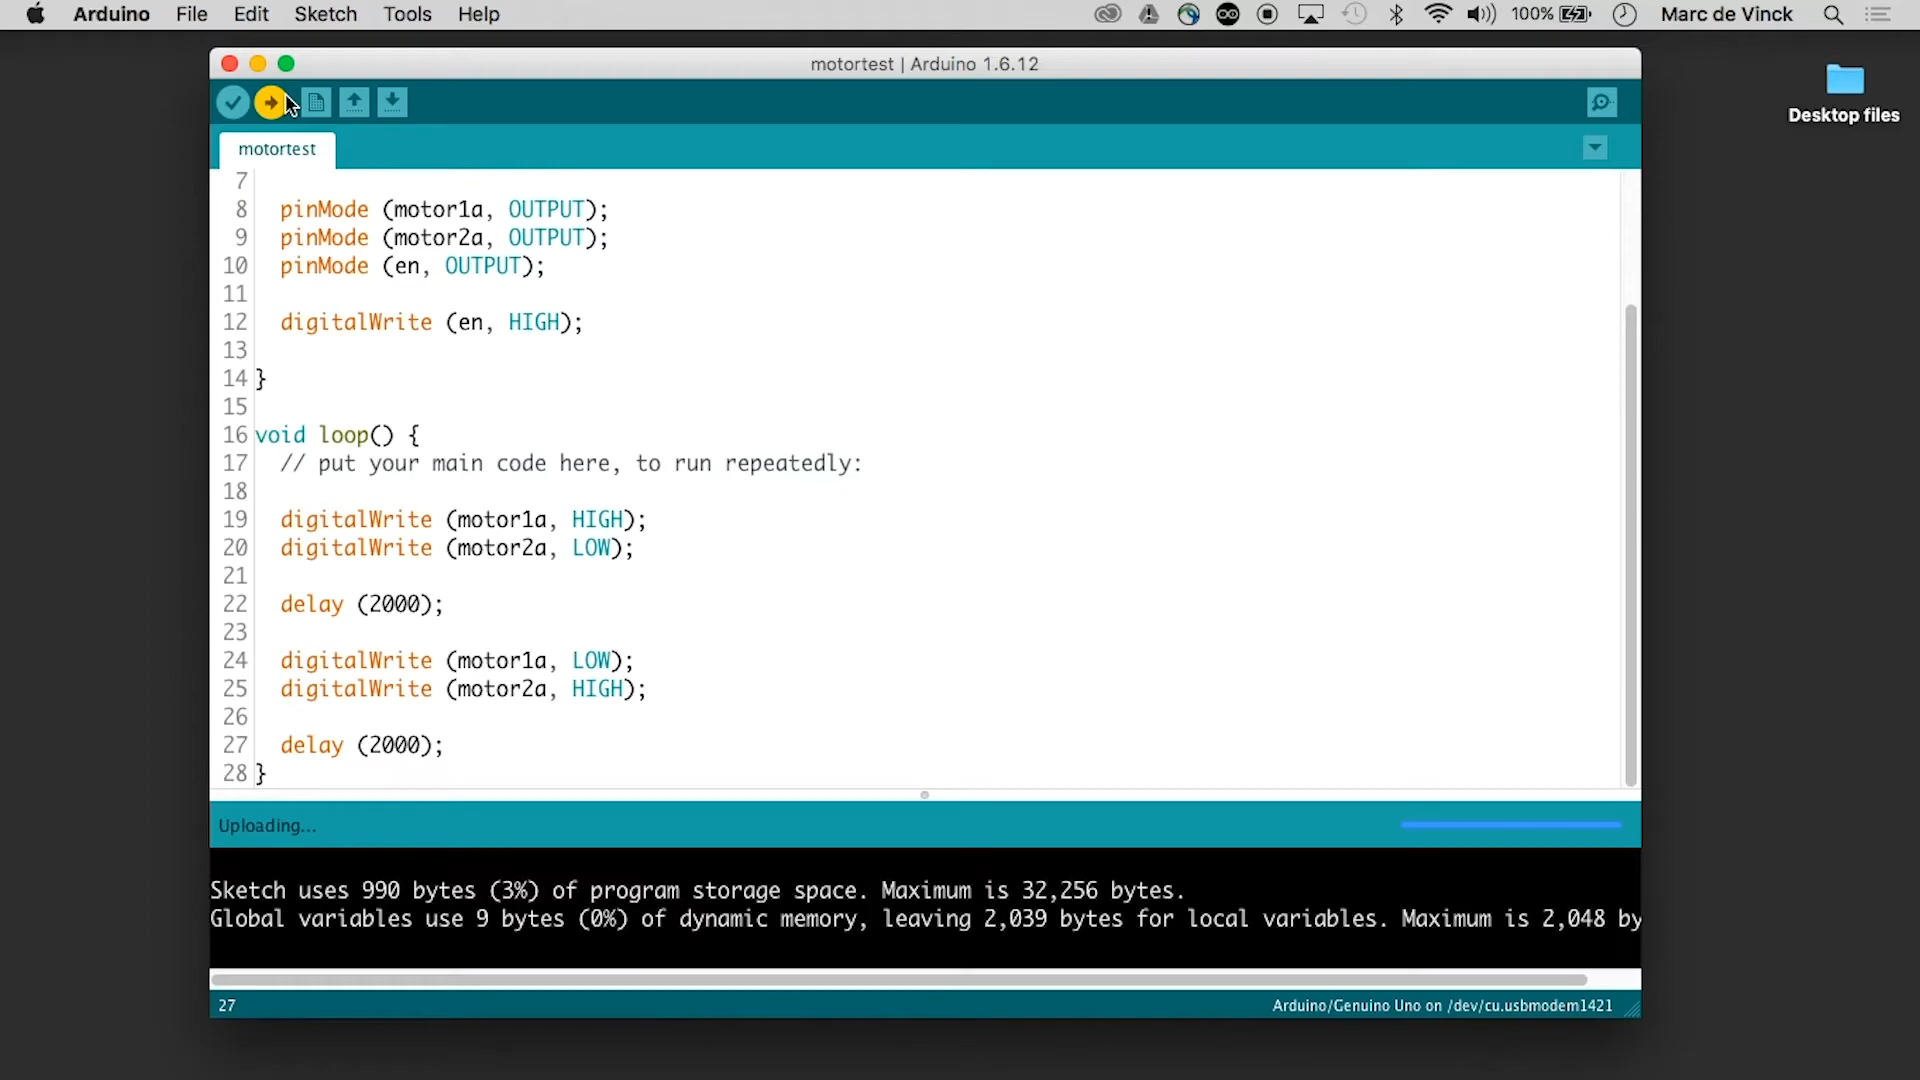 Arduino File Edit Sketch Tools Help 100% Marc de Vinck
motortest | Arduino 1.6.12
Desktop files
motortest
7
8 pinMode (motor1a, OUTPUT);
9 pinMode (motor2a, OUTPUT);
10 pinMode (en, OUTPUT);
11
12 digitalWrite (en, HIGH);
13
14 }
15
16 void loop() {
17 // put your main code here, to run repeatedly:
18
19 digitalWrite (motor1a, HIGH);
20 digitalWrite (motor2a, LOW);
21
22 delay (2000);
23
24 digitalWrite (motor1a, LOW);
25 digitalWrite (motor2a, HIGH);
26
27 delay (2000);
28 }
Uploading...
Sketch uses 990 bytes (3%) of program storage space. Maximum is 32,256 bytes.
Global variables use 9 bytes (0%) of dynamic memory, leaving 2,039 bytes for local variables. Maximum is 2,048 by
27 Arduino/Genuino Uno on /dev/cu.usbmodem1421